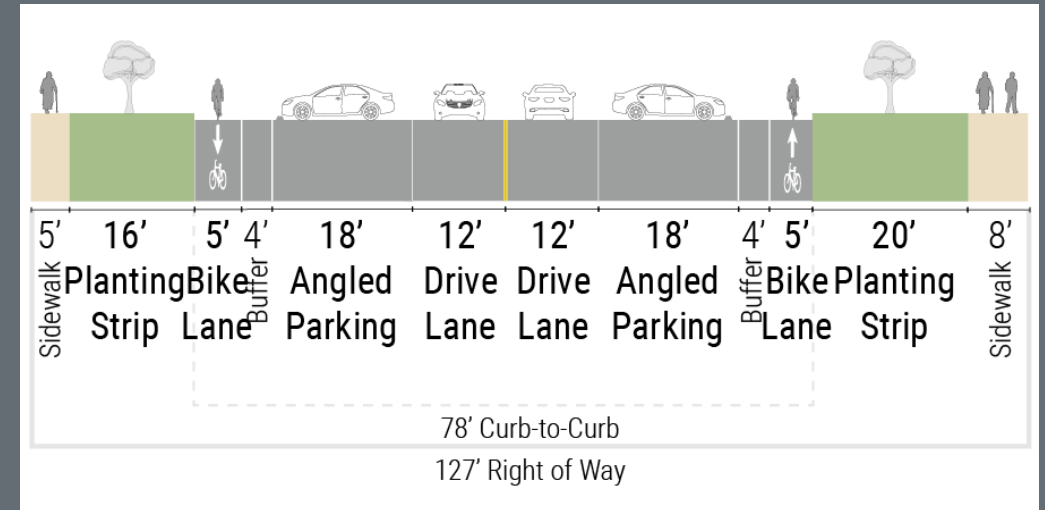 5’ 16’ 5’ 4’ 18’ 12’ 12’ 18’ 4’ 5’ 20’ 8’
Sidewalk Planting Bike Buffer Angled Drive Drive Angled Buffer Bike Planting Sidewalk
Strip Lane Parking Lane Lane Parking Lane Strip
78’ Curb-to-Curb
127’ Right of Way